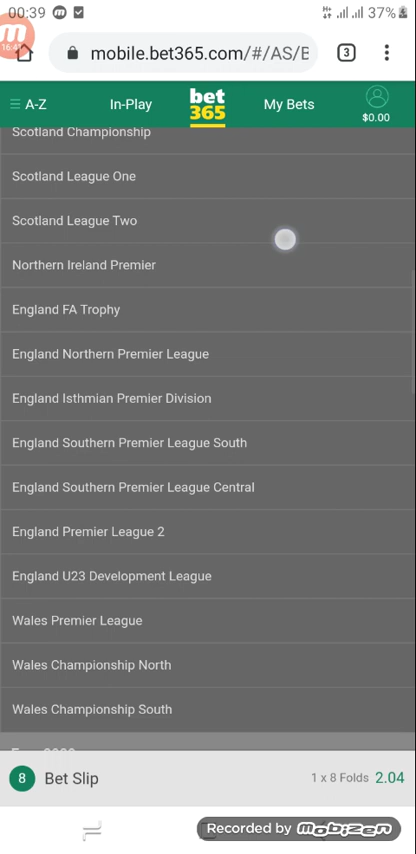 00:39
37%
m
16:4
mobile.bet365.com/#/AS/B
3
A-Z
In-Play
bet
365
My Bets
$0.00
Scotland Championship
Scotland League One
Scotland League Two
Northern Ireland Premier
England FA Trophy
England Northern Premier League
England Isthmian Premier Division
England Southern Premier League South
England Southern Premier League Central
England Premier League 2
England U23 Development League
Wales Premier League
Wales Championship North
Wales Championship South
8 Bet Slip
1 x 8 Folds 2.04
Recorded by mobizen